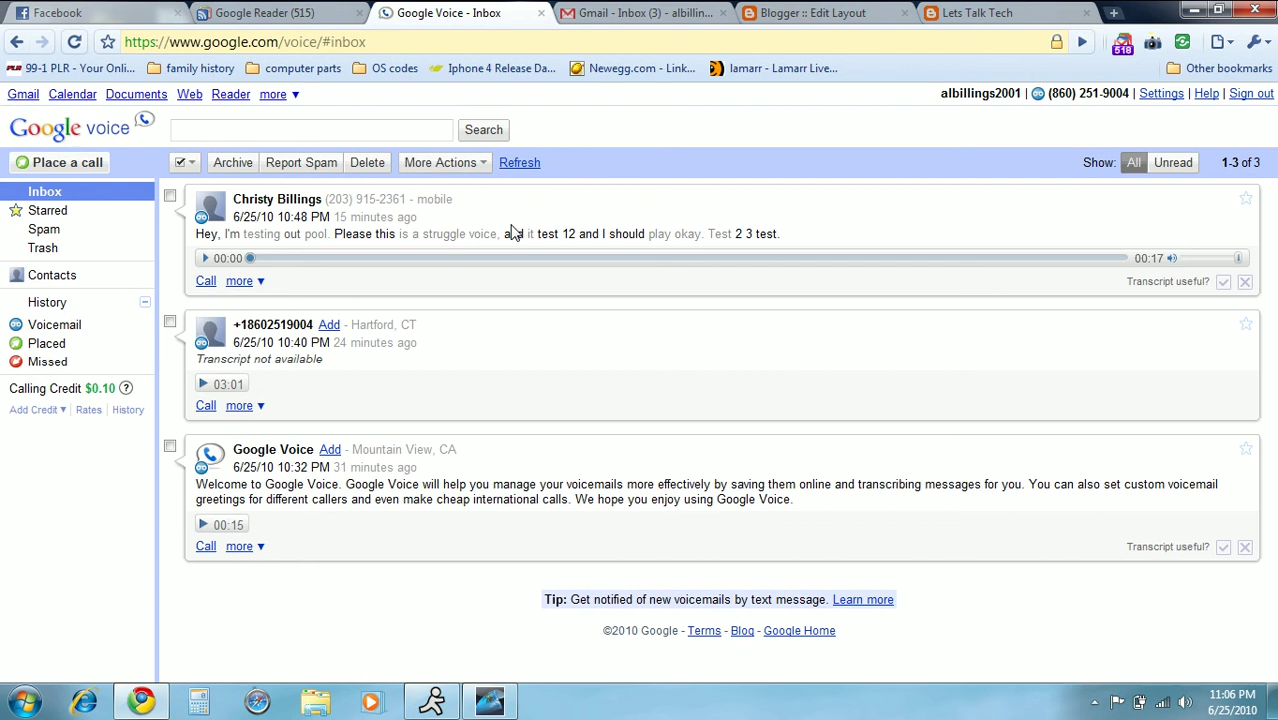 Facebook
Google Reader (515)
Google Voice - Inbox
Gmail - Inbox (3) - albillin...
Blogger :: Edit Layout
Lets Talk Tech
https://www.google.com/voice/#inbox
518
99-1 PLR - Your Onli...
family history
computer parts
OS codes
Iphone 4 Release Da...
Newegg.com - Link...
lamarr - Lamarr Live...
Other bookmarks
Gmail Calendar Documents Web Reader more ▼
albillings2001 | (860) 251-9004 | Settings | Help | Sign out
Google voice
Search
Place a call
Archive Report Spam Delete More Actions Refresh
Show: All Unread 1-3 of 3
Inbox
Starred
Spam
Trash
Contacts
History
Voicemail
Placed
Missed
Calling Credit $0.10 ?
Add Credit ▼ Rates History
Christy Billings (203) 915-2361 - mobile
6/25/10 10:48 PM 15 minutes ago
Hey, I'm testing out pool. Please this is a struggle voice, and it test 12 and I should play okay. Test 2 3 test.
00:00 00:17
Call more ▼ Transcript useful?
+18602519004 Add - Hartford, CT
6/25/10 10:40 PM 24 minutes ago
Transcript not available
03:01
Call more ▼
Google Voice Add - Mountain View, CA
6/25/10 10:32 PM 31 minutes ago
Welcome to Google Voice. Google Voice will help you manage your voicemails more effectively by saving them online and transcribing messages for you. You can also set custom voicemail
greetings for different callers and even make cheap international calls. We hope you enjoy using Google Voice.
00:15
Call more ▼ Transcript useful?
Tip: Get notified of new voicemails by text message. Learn more
©2010 Google - Terms - Blog - Google Home
11:06 PM
6/25/2010